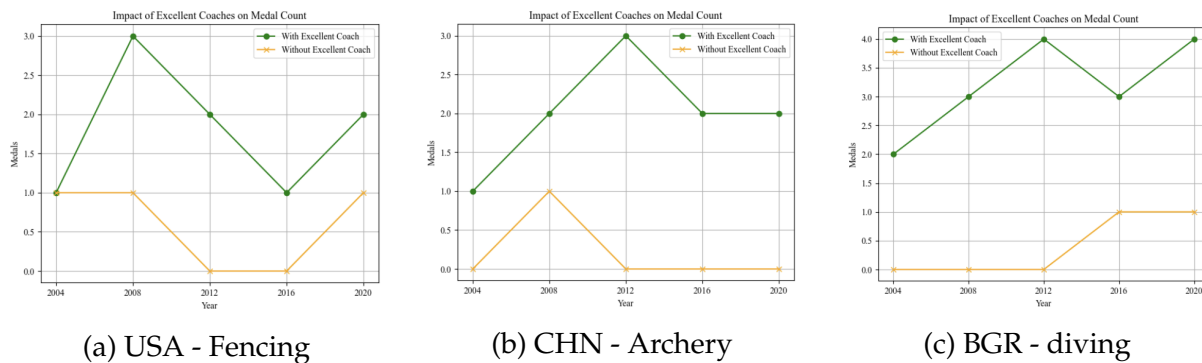 Impact of Excellent Coaches on Medal Count
With Excellent Coach
Without Excellent Coach
3.0
2.5
2.0
1.5
1.0
0.5
0.0
Medals
2004 2008 2012 2016 2020
Year
(a) USA - Fencing
Impact of Excellent Coaches on Medal Count
With Excellent Coach
Without Excellent Coach
3.0
2.5
2.0
1.5
1.0
0.5
0.0
Medals
2004 2008 2012 2016 2020
Year
(b) CHN - Archery
Impact of Excellent Coaches on Medal Count
With Excellent Coach
Without Excellent Coach
4.0
3.5
3.0
2.5
2.0
1.5
1.0
0.5
0.0
Medals
2004 2008 2012 2016 2020
Year
(c) BGR - diving